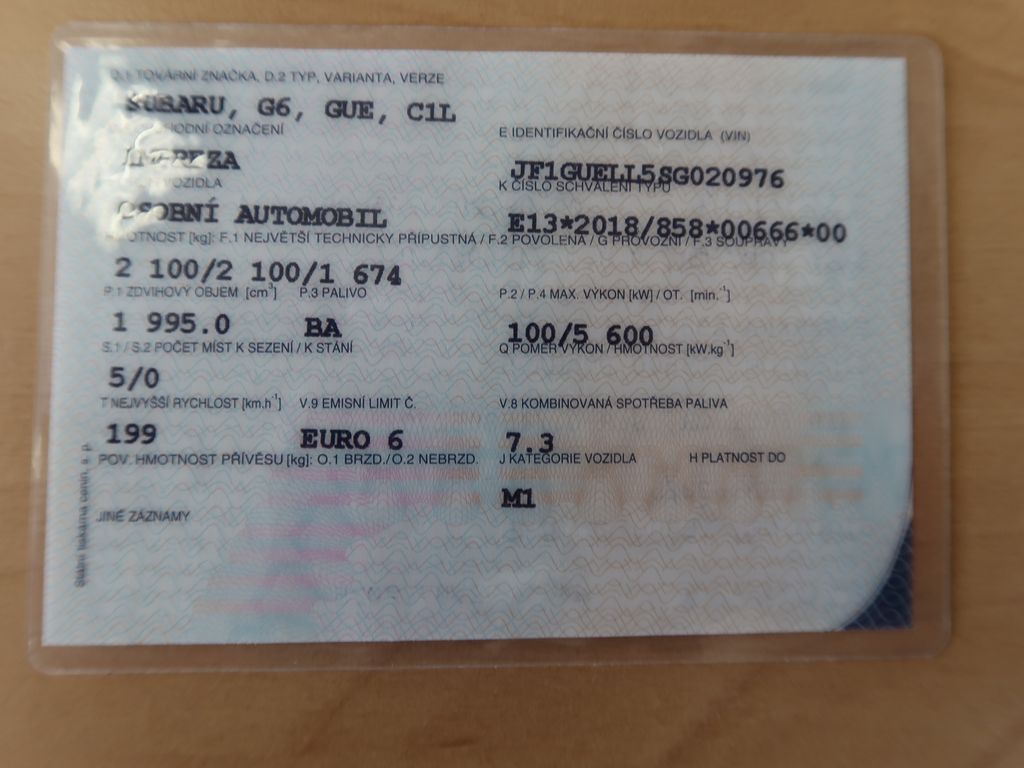 D.1 TOVÁRNÍ ZNAČKA, D.2 TYP, VARIANTA, VERZE
SUBARU, G6, GUE, C1L
OZNAČENÍ
E IDENTIFIKAČNÍ ČÍSLO VOZIDLA (VIN)
IMPREZA
JF1GUELL5SG020976
VOZIDLA
K ČÍSLO SCHVÁLENÍ TYPU
OSOBNÍ AUTOMOBIL
E13*2018/858*00666*00
HMOTNOST [kg]: F.1 NEJVĚTŠÍ TECHNICKY PŘÍPUSTNÁ / F.2 POVOLENÁ / G PROVOZNÍ / F.3 SOUPRAVY
2 100/2 100/1 674
P.1 ZDVIHOVÝ OBJEM [cm³] P.3 PALIVO
P.2 / P.4 MAX. VÝKON [kW] / OT. [min.⁻¹]
1 995.0 BA
100/5 600
S.1 / S.2 POČET MÍST K SEZENÍ / K STÁNÍ
Q POMĚR VÝKON / HMOTNOST [kW.kg⁻¹]
5/0
T NEJVYŠŠÍ RYCHLOST [km.h⁻¹] V.9 EMISNÍ LIMIT Č.
V.8 KOMBINOVANÁ SPOTŘEBA PALIVA
199 EURO 6
7.3
POV. HMOTNOST PŘÍVĚSU [kg]: O.1 BRZD./O.2 NEBRZD.
J KATEGORIE VOZIDLA H PLATNOST DO
M1
JINÉ ZÁZNAMY
Státní tiskárna cenin, s. p.